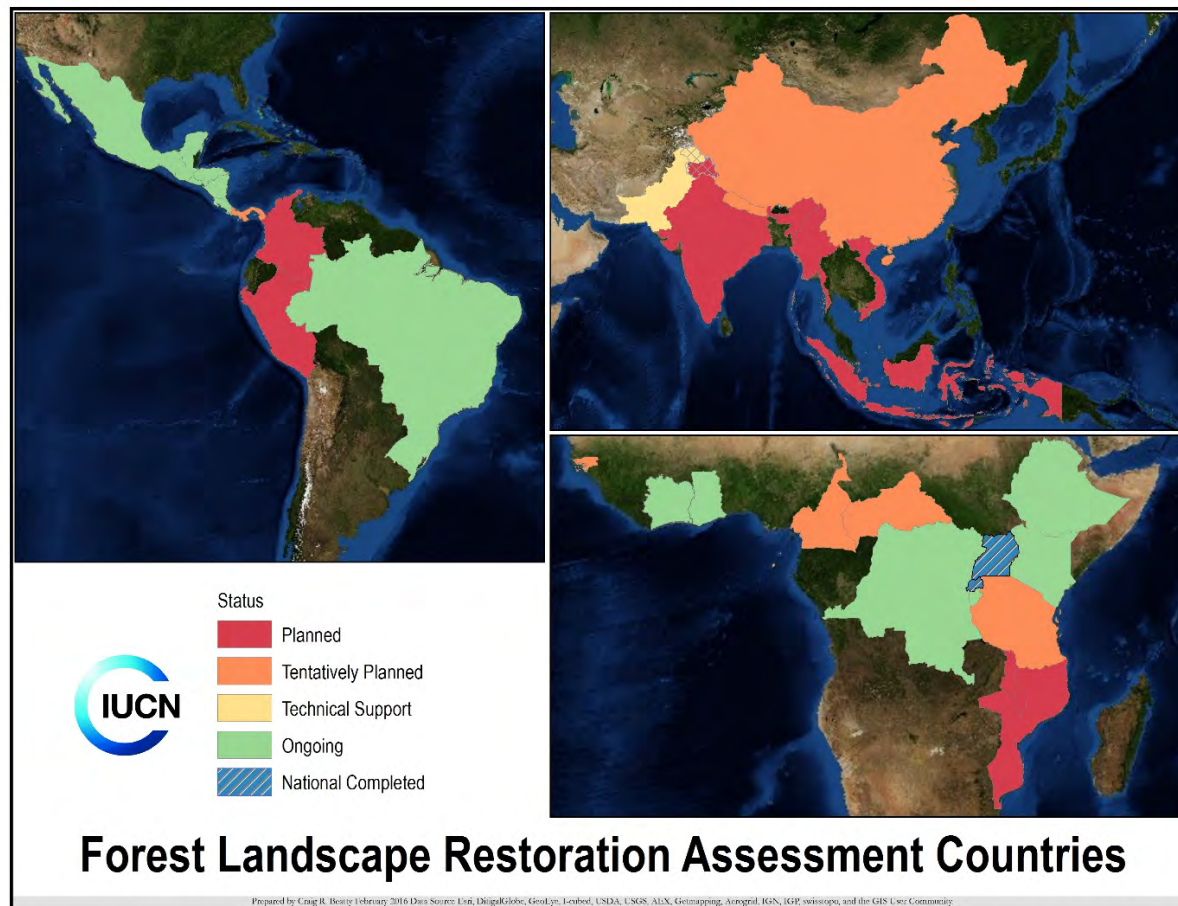 Status
Planned
Tentatively Planned
Technical Support
Ongoing
National Completed
IUCN
Forest Landscape Restoration Assessment Countries
Prepared by Craig R. Beatty February 2016 Data Source Esri, DitigalGlobe, GeoEye, I-cubed, USDA, USGS, AEX, Getmapping, Aerogrid, IGN, IGP, swisstopo, and the GIS User Community